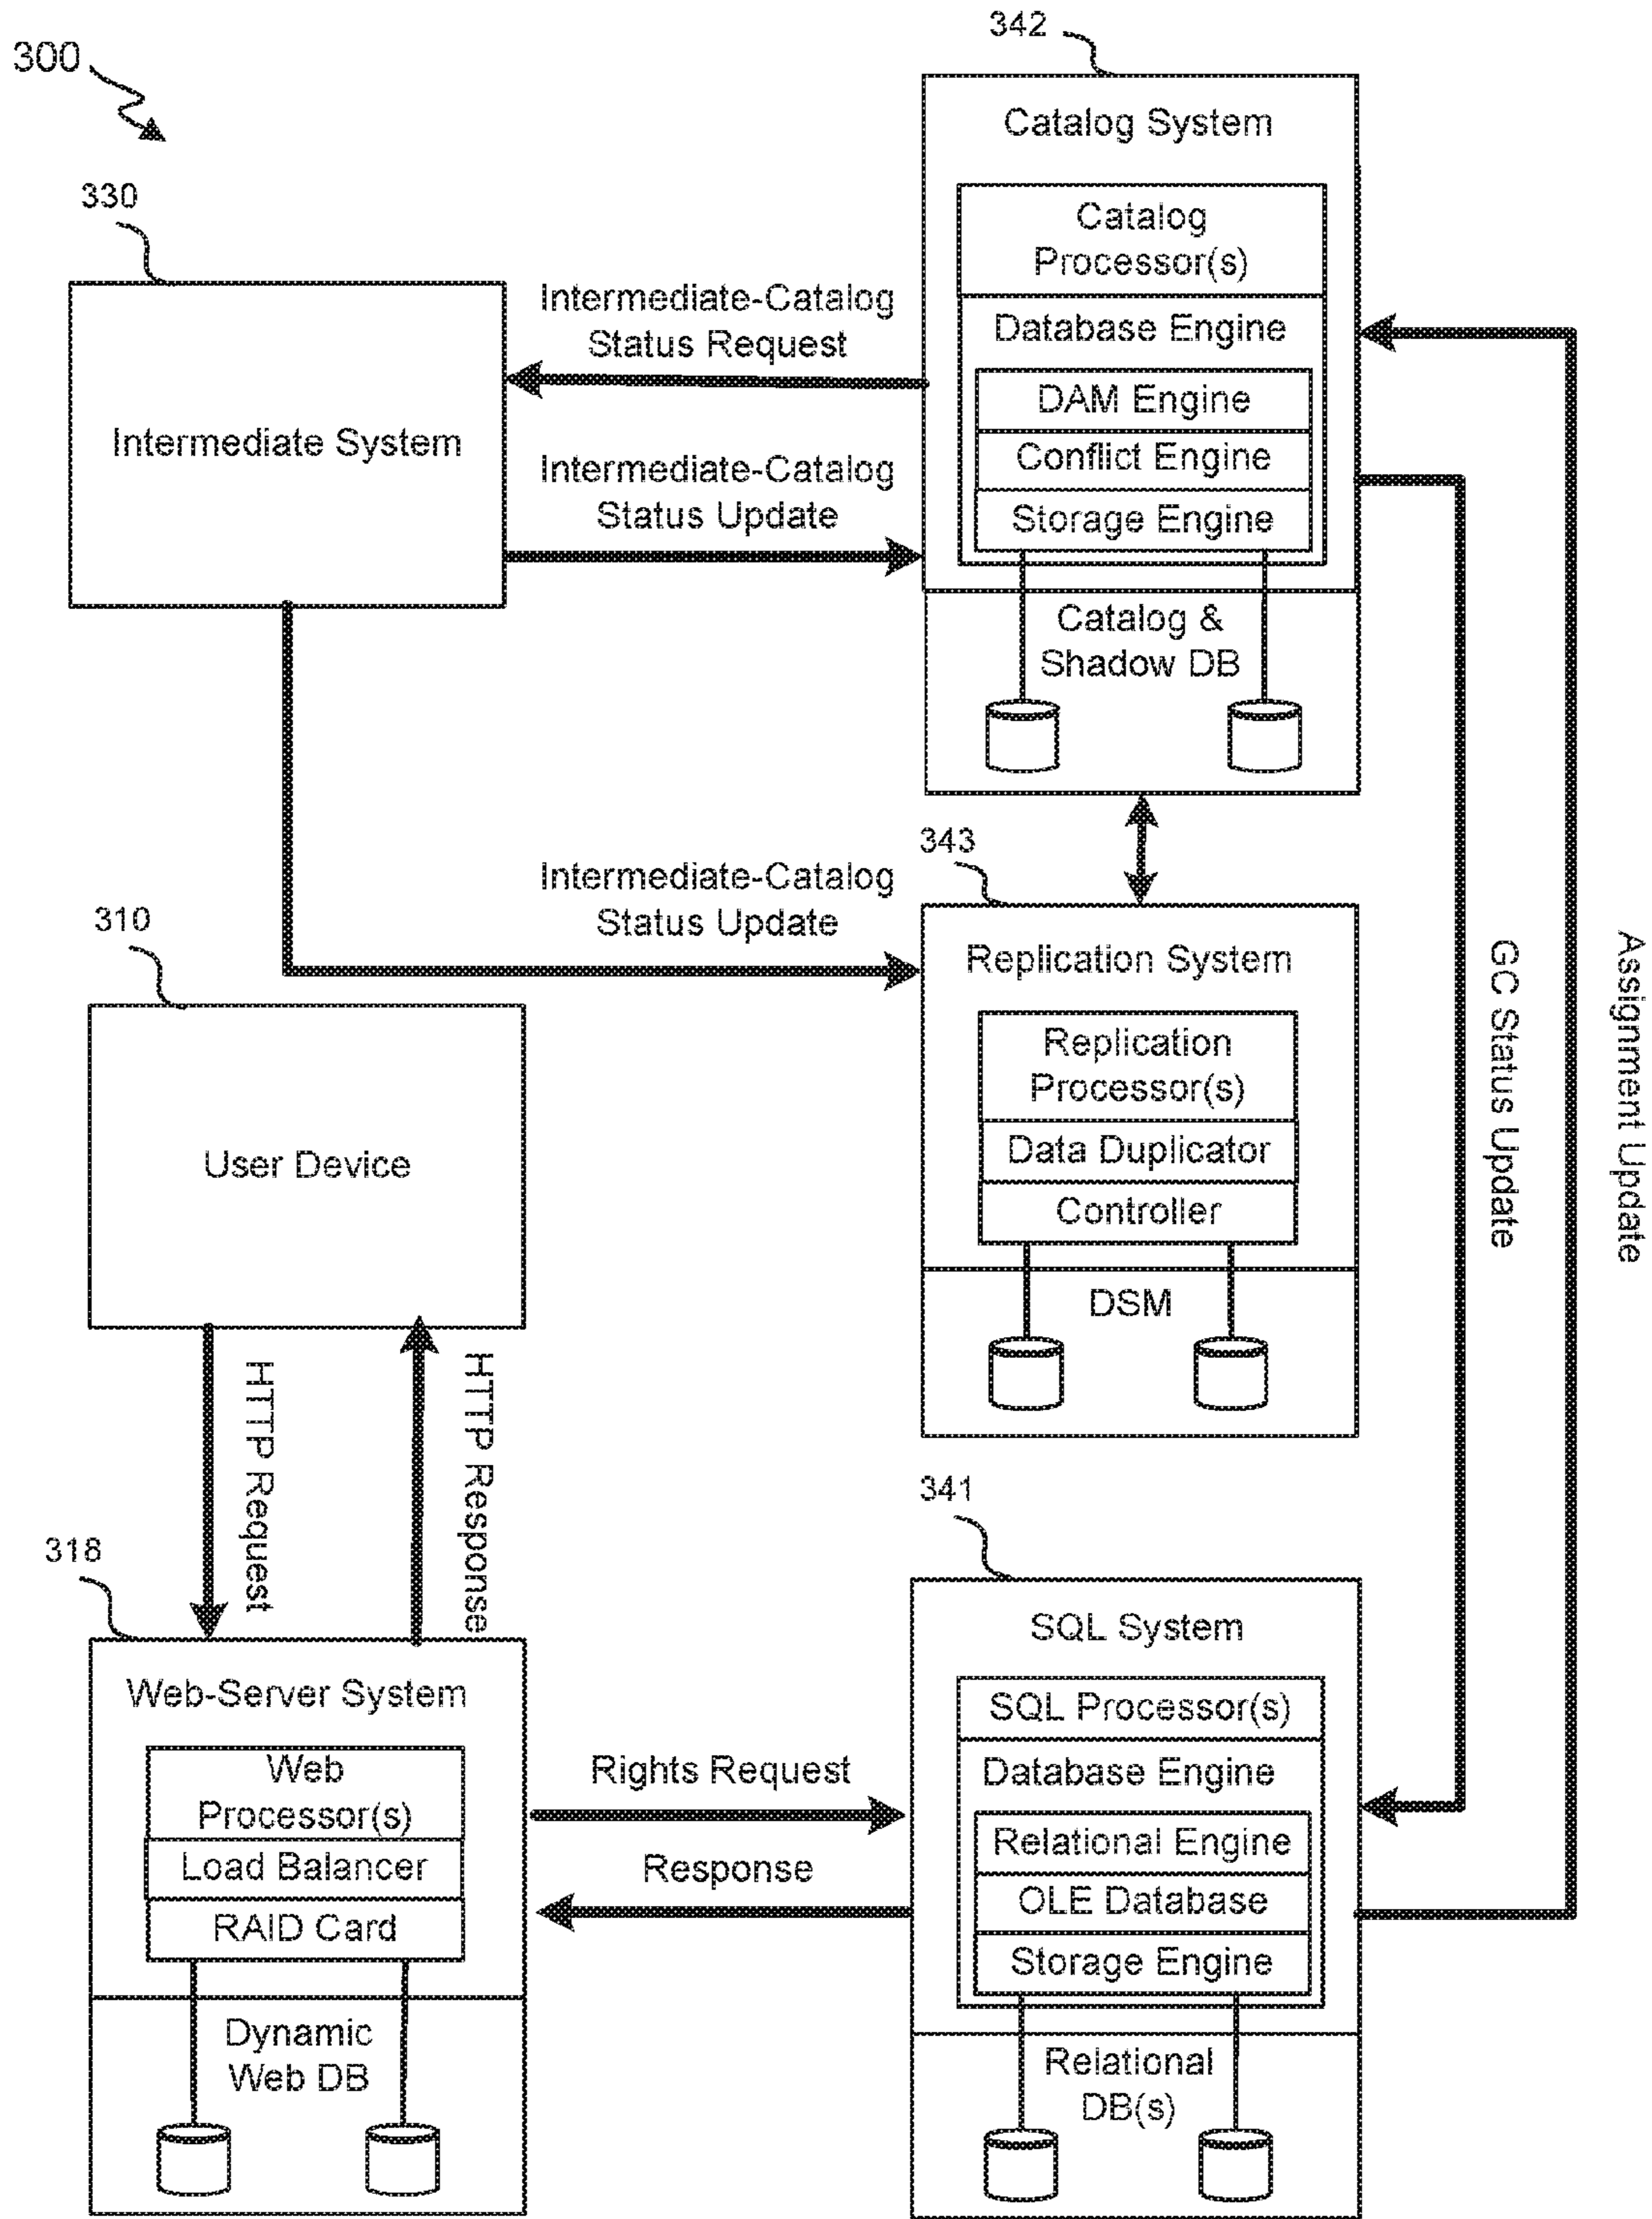 300
342
Catalog System
Catalog
Processor(s)
Database Engine
DAM Engine
Conflict Engine
Storage Engine
Catalog &
Shadow DB
330
Intermediate System
Intermediate-Catalog
Status Request
Intermediate-Catalog
Status Update
Intermediate-Catalog
Status Update
343
Replication System
Replication
Processor(s)
Data Duplicator
Controller
DSM
GC Status Update
Assignment Update
310
User Device
HTTP Request
HTTP Response
318
Web-Server System
Web
Processor(s)
Load Balancer
RAID Card
Dynamic
Web DB
Rights Request
Response
341
SQL System
SQL Processor(s)
Database Engine
Relational Engine
OLE Database
Storage Engine
Relational
DB(s)